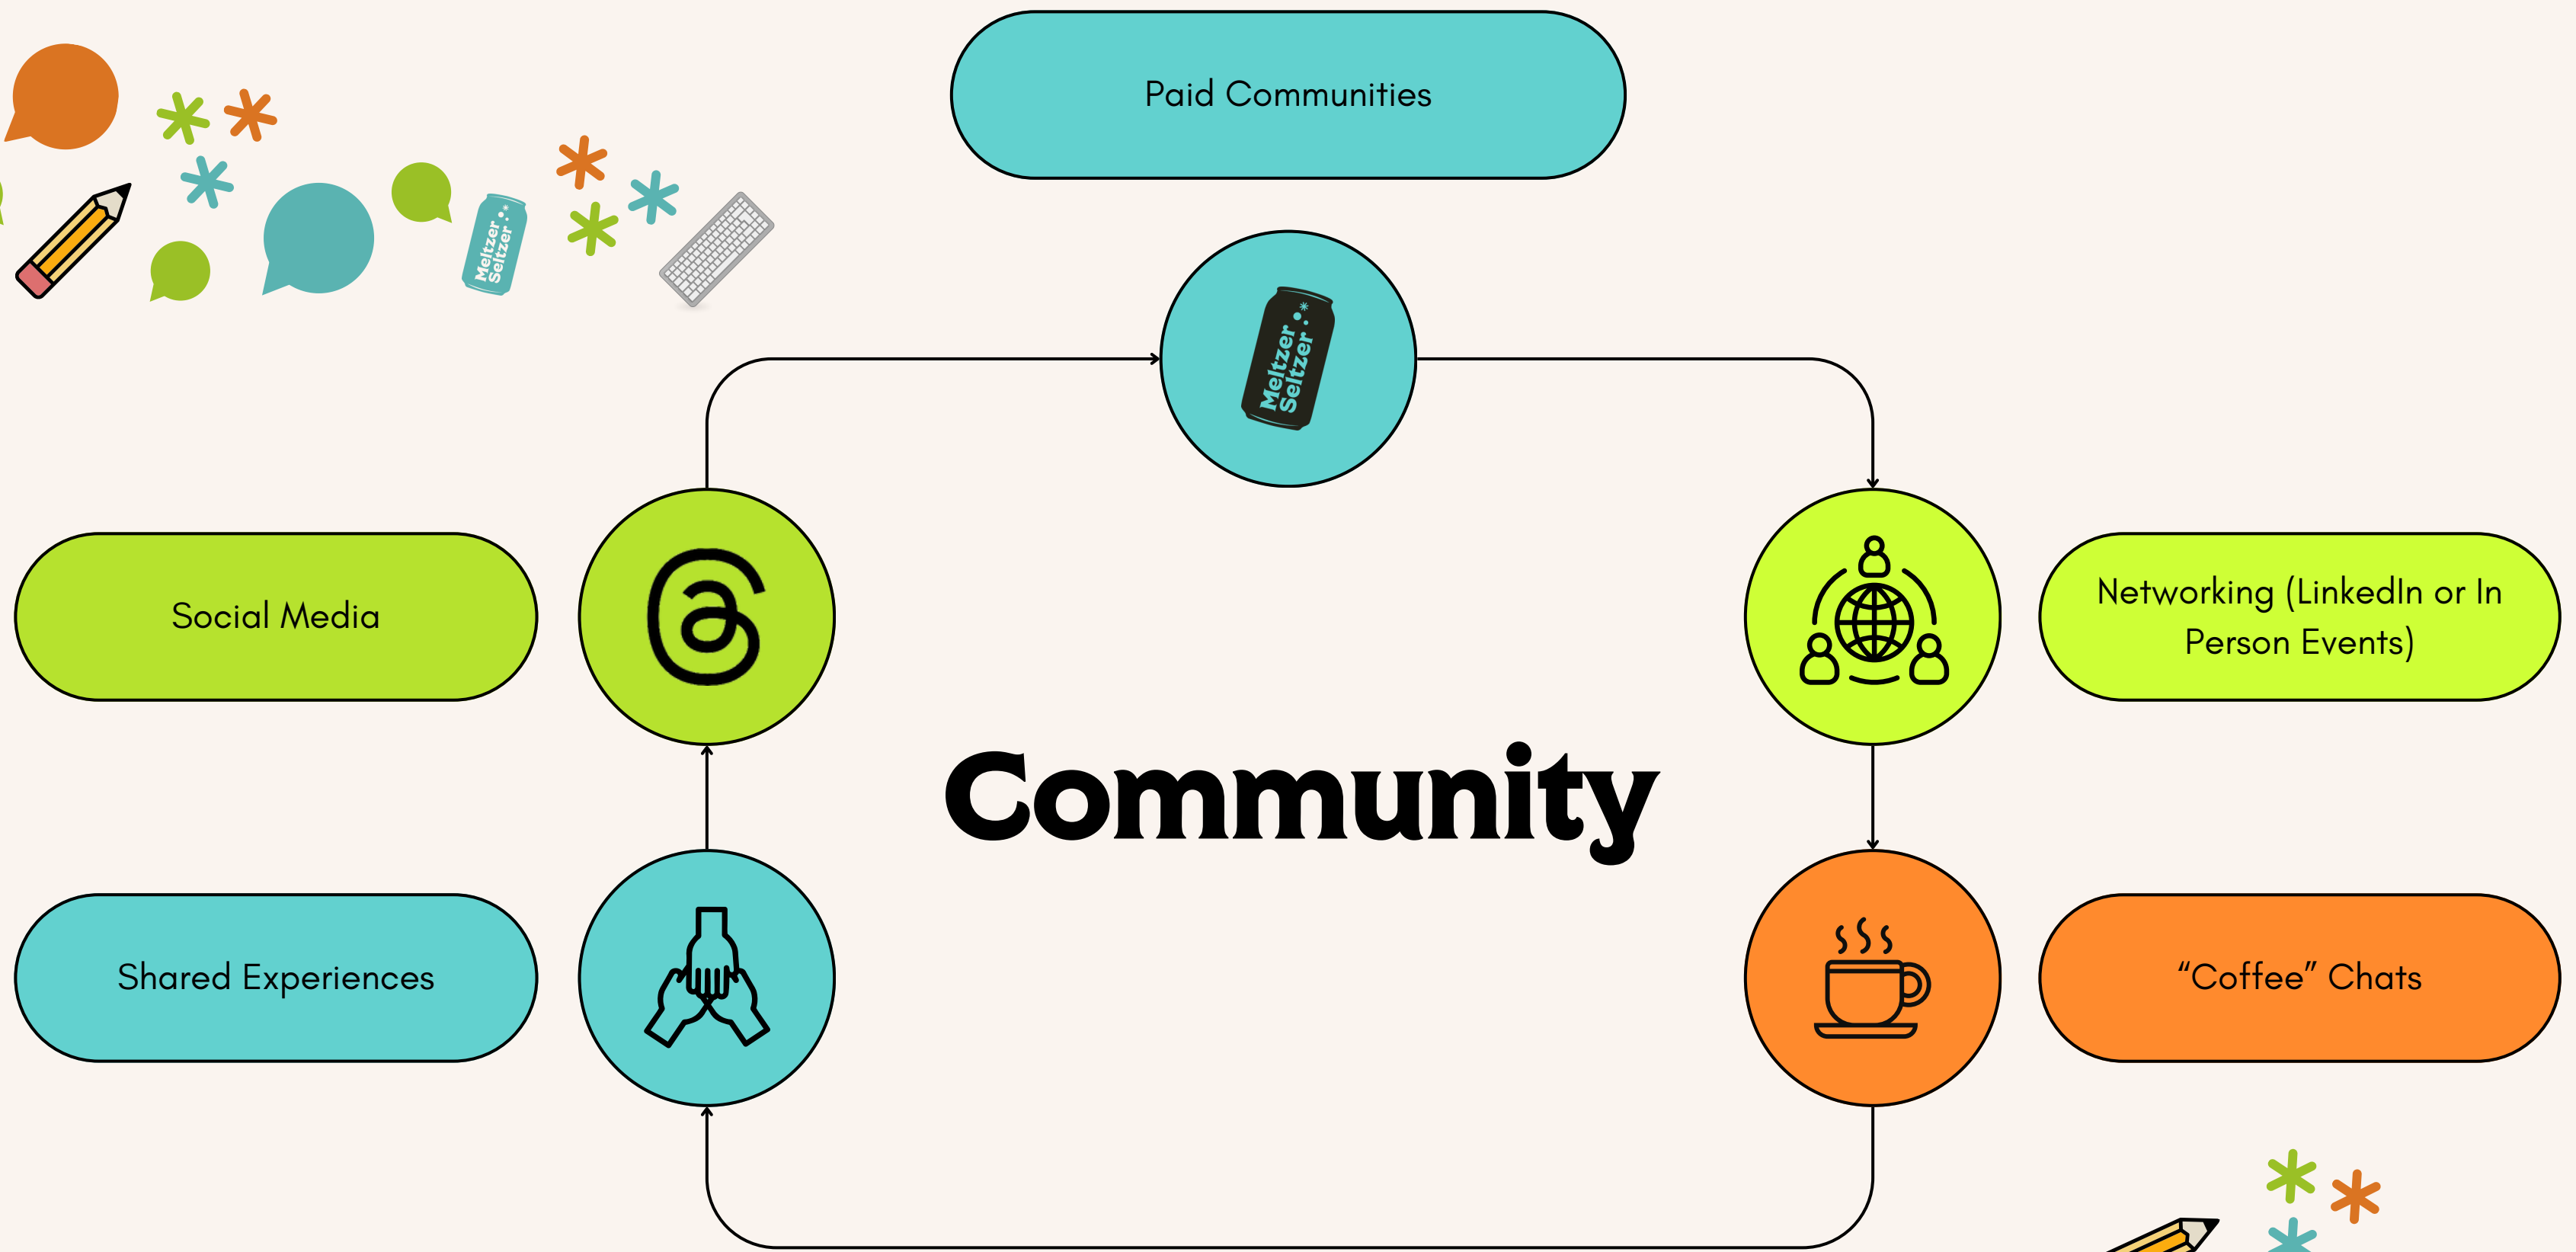 Paid Communities
Meltzer
Seltzer
Meltzer
Seltzer
Social Media
Networking (LinkedIn or In
Person Events)
Community
Shared Experiences
“Coffee” Chats